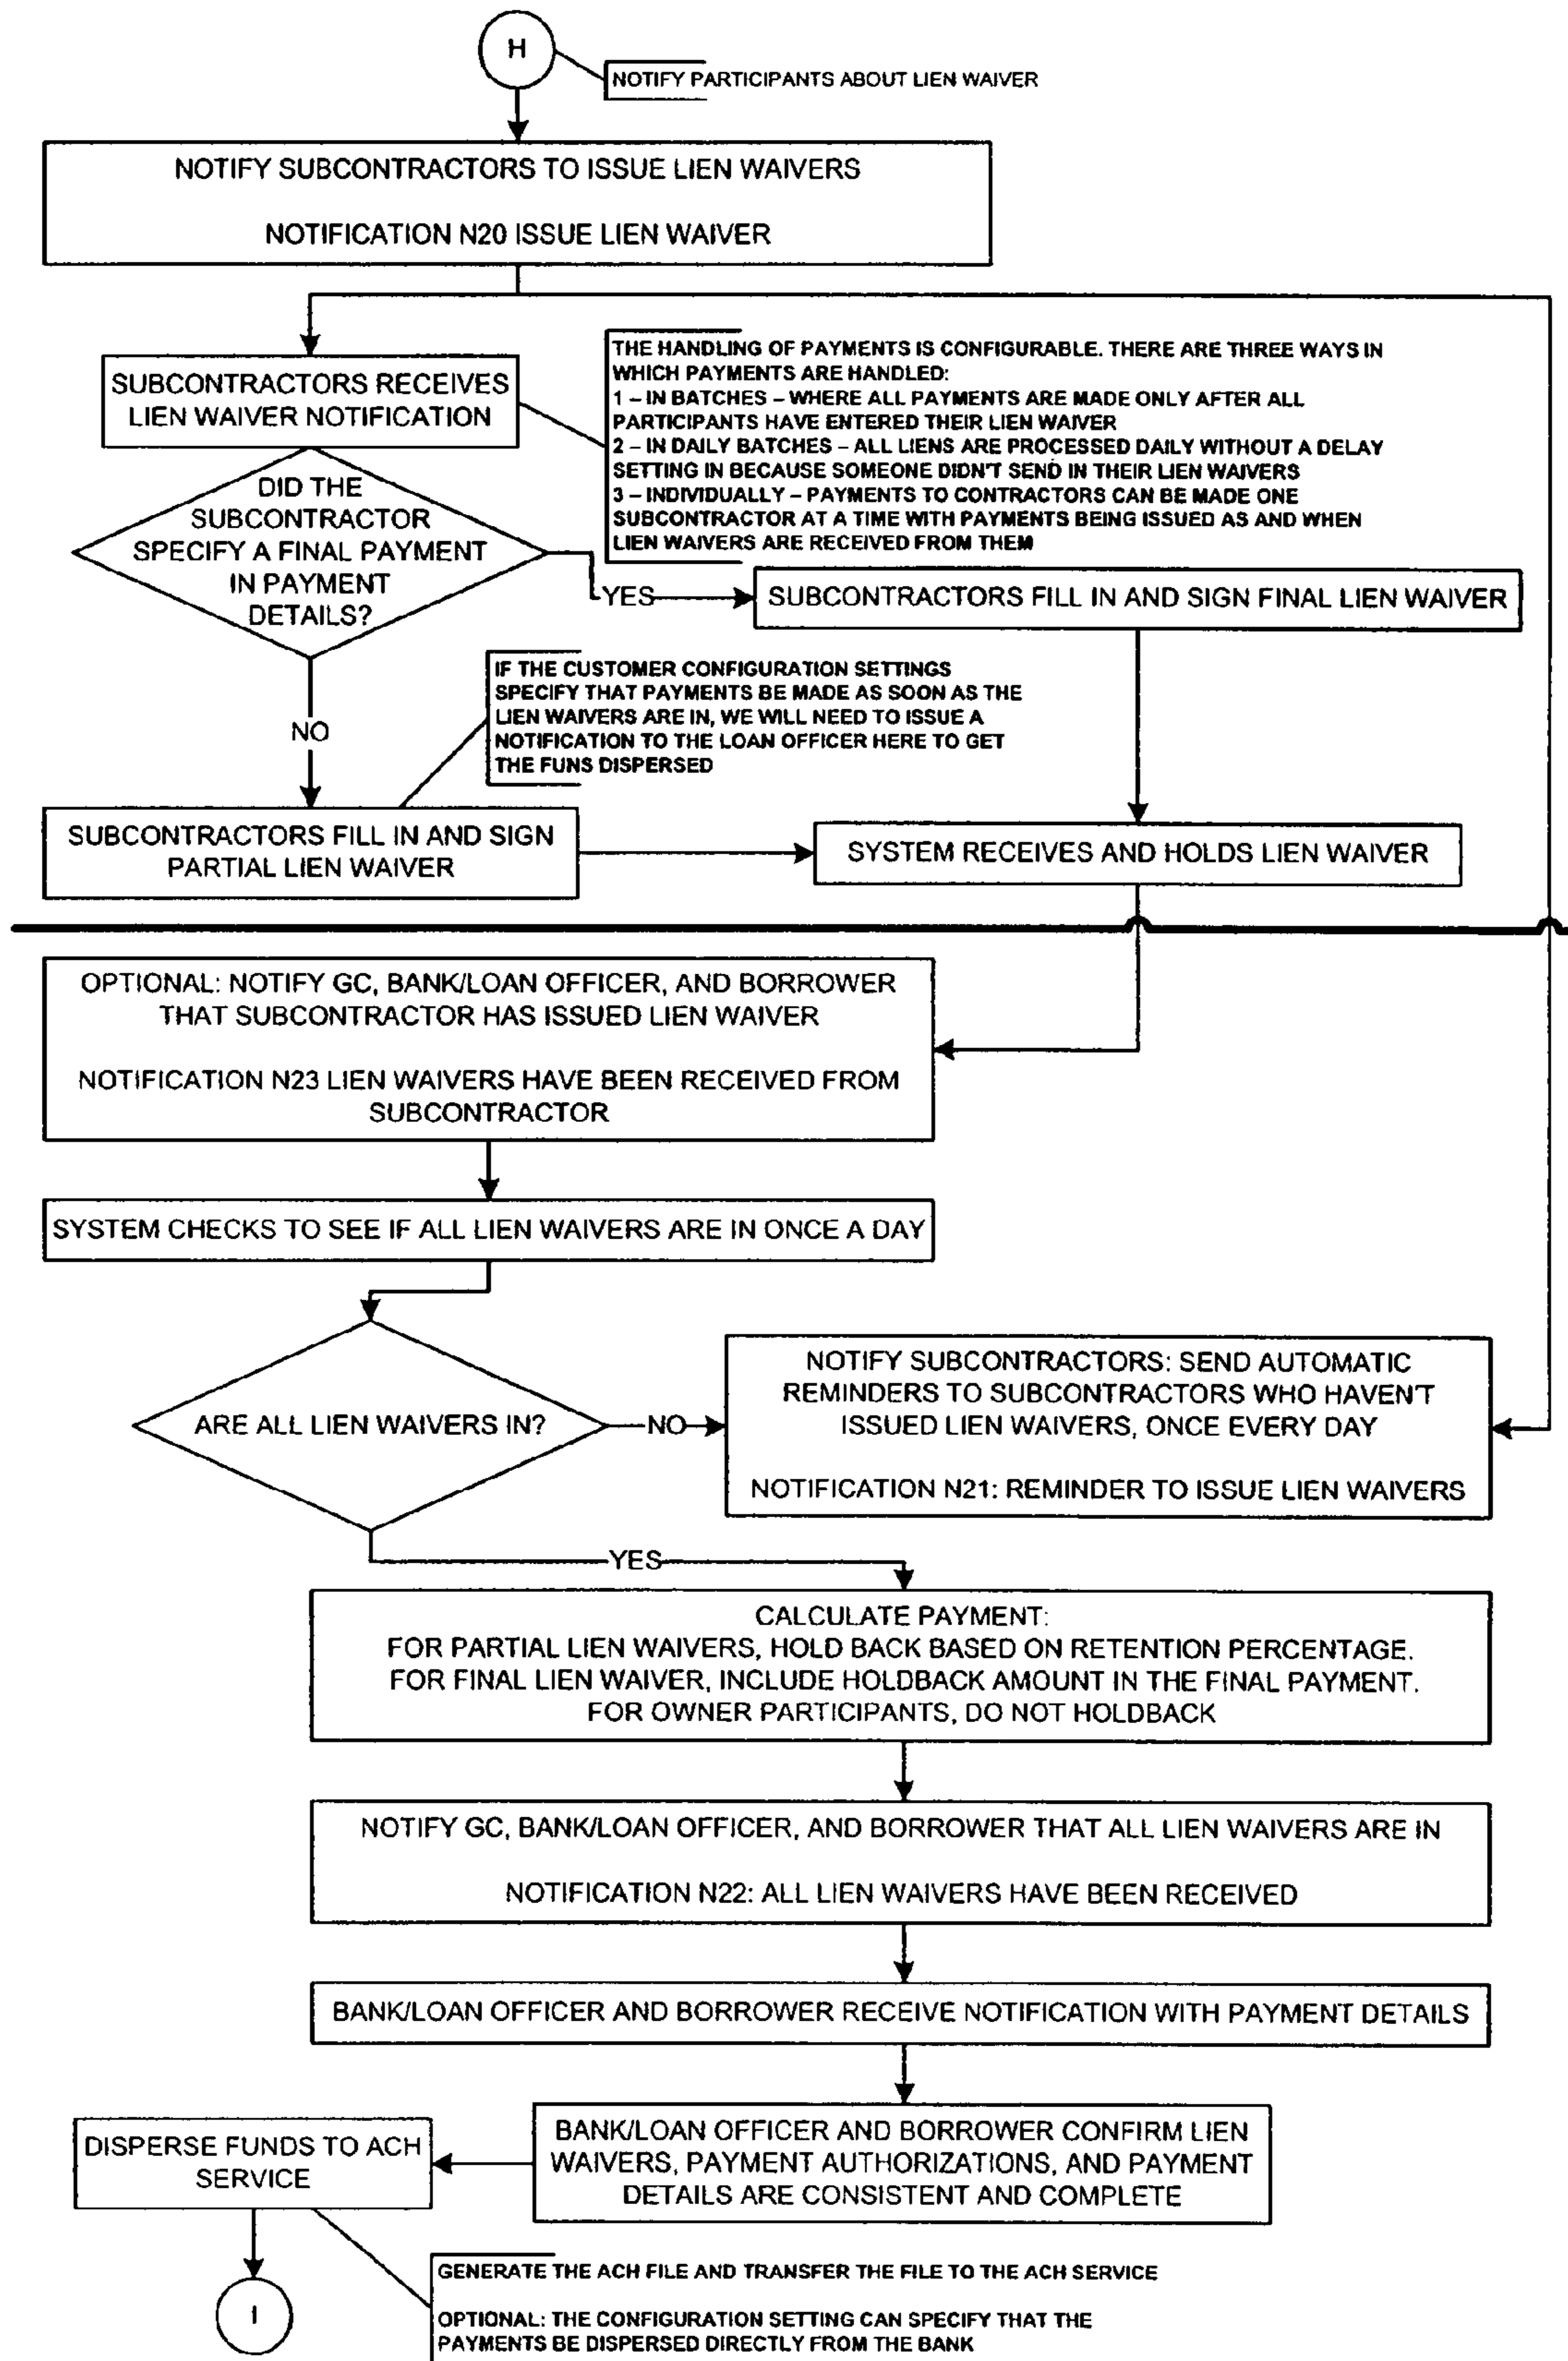 H
NOTIFY PARTICIPANTS ABOUT LIEN WAIVER
NOTIFY SUBCONTRACTORS TO ISSUE LIEN WAIVERS
NOTIFICATION N20 ISSUE LIEN WAIVER
SUBCONTRACTORS RECEIVES
LIEN WAIVER NOTIFICATION
THE HANDLING OF PAYMENTS IS CONFIGURABLE. THERE ARE THREE WAYS IN
WHICH PAYMENTS ARE HANDLED:
1 – IN BATCHES – WHERE ALL PAYMENTS ARE MADE ONLY AFTER ALL
PARTICIPANTS HAVE ENTERED THEIR LIEN WAIVER
2 – IN DAILY BATCHES – ALL LIENS ARE PROCESSED DAILY WITHOUT A DELAY
SETTING IN BECAUSE SOMEONE DIDN'T SEND IN THEIR LIEN WAIVERS
3 – INDIVIDUALLY – PAYMENTS TO CONTRACTORS CAN BE MADE ONE
SUBCONTRACTOR AT A TIME WITH PAYMENTS BEING ISSUED AS AND WHEN
LIEN WAIVERS ARE RECEIVED FROM THEM
DID THE
SUBCONTRACTOR
SPECIFY A FINAL PAYMENT
IN PAYMENT
DETAILS?
YES
SUBCONTRACTORS FILL IN AND SIGN FINAL LIEN WAIVER
NO
IF THE CUSTOMER CONFIGURATION SETTINGS
SPECIFY THAT PAYMENTS BE MADE AS SOON AS THE
LIEN WAIVERS ARE IN, WE WILL NEED TO ISSUE A
NOTIFICATION TO THE LOAN OFFICER HERE TO GET
THE FUNS DISPERSED
SUBCONTRACTORS FILL IN AND SIGN
PARTIAL LIEN WAIVER
SYSTEM RECEIVES AND HOLDS LIEN WAIVER
OPTIONAL: NOTIFY GC, BANK/LOAN OFFICER, AND BORROWER
THAT SUBCONTRACTOR HAS ISSUED LIEN WAIVER
NOTIFICATION N23 LIEN WAIVERS HAVE BEEN RECEIVED FROM
SUBCONTRACTOR
SYSTEM CHECKS TO SEE IF ALL LIEN WAIVERS ARE IN ONCE A DAY
ARE ALL LIEN WAIVERS IN?
NO
NOTIFY SUBCONTRACTORS: SEND AUTOMATIC
REMINDERS TO SUBCONTRACTORS WHO HAVEN'T
ISSUED LIEN WAIVERS, ONCE EVERY DAY
NOTIFICATION N21: REMINDER TO ISSUE LIEN WAIVERS
YES
CALCULATE PAYMENT:
FOR PARTIAL LIEN WAIVERS, HOLD BACK BASED ON RETENTION PERCENTAGE.
FOR FINAL LIEN WAIVER, INCLUDE HOLDBACK AMOUNT IN THE FINAL PAYMENT.
FOR OWNER PARTICIPANTS, DO NOT HOLDBACK
NOTIFY GC, BANK/LOAN OFFICER, AND BORROWER THAT ALL LIEN WAIVERS ARE IN
NOTIFICATION N22: ALL LIEN WAIVERS HAVE BEEN RECEIVED
BANK/LOAN OFFICER AND BORROWER RECEIVE NOTIFICATION WITH PAYMENT DETAILS
BANK/LOAN OFFICER AND BORROWER CONFIRM LIEN
WAIVERS, PAYMENT AUTHORIZATIONS, AND PAYMENT
DETAILS ARE CONSISTENT AND COMPLETE
DISPERSE FUNDS TO ACH
SERVICE
GENERATE THE ACH FILE AND TRANSFER THE FILE TO THE ACH SERVICE
OPTIONAL: THE CONFIGURATION SETTING CAN SPECIFY THAT THE
PAYMENTS BE DISPERSED DIRECTLY FROM THE BANK
I